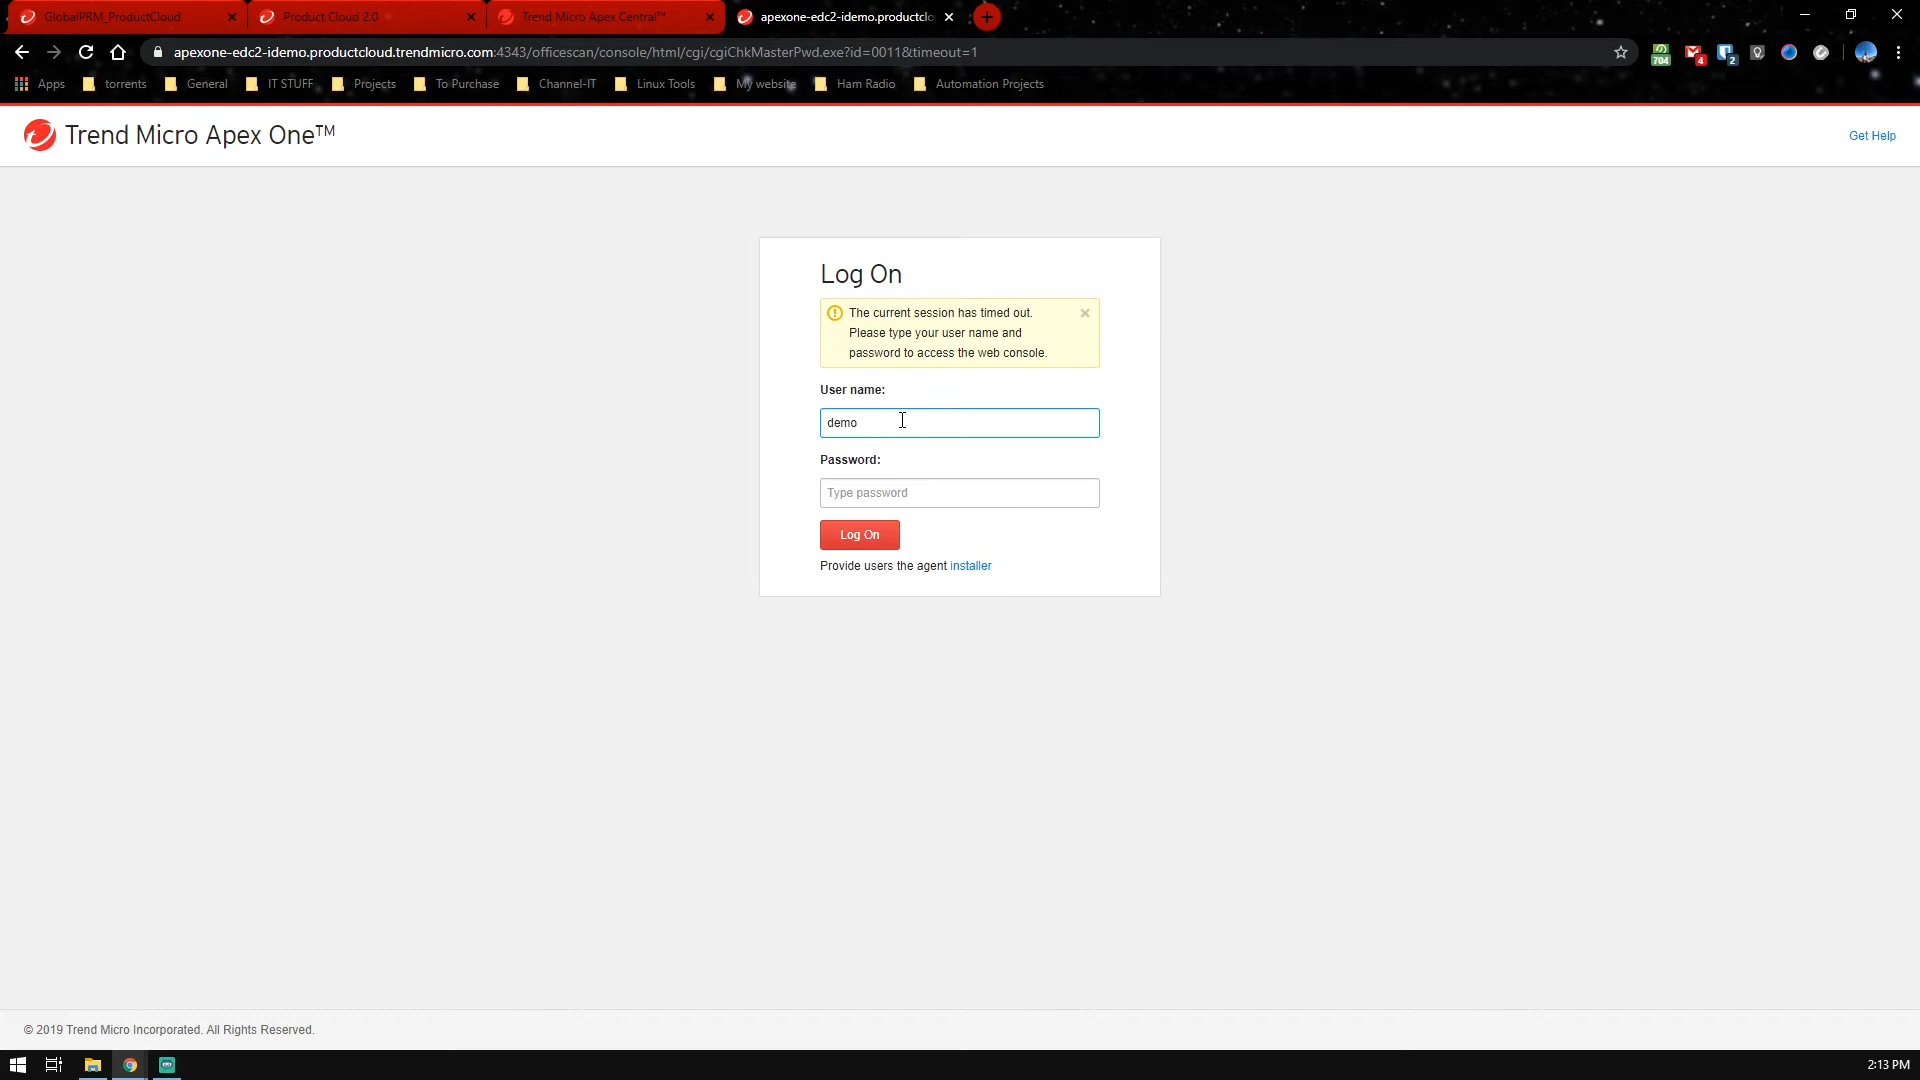 GlobalPRM_ProductCloud
Product Cloud 2.0
Trend Micro Apex Central™
apexone-edc2-idemo.productclo
apexone-edc2-idemo.productcloud.trendmicro.com:4343/officescan/console/html/cgi/cgiChkMasterPwd.exe?id=0011&timeout=1
704
4
2
Apps
torrents
General
IT STUFF
Projects
To Purchase
Channel-IT
Linux Tools
My website
Ham Radio
Automation Projects
Trend Micro Apex One™
Get Help
Log On
The current session has timed out.
Please type your user name and
password to access the web console.
User name:
demo
Password:
Type password
Log On
Provide users the agent installer
© 2019 Trend Micro Incorporated. All Rights Reserved.
2:13 PM